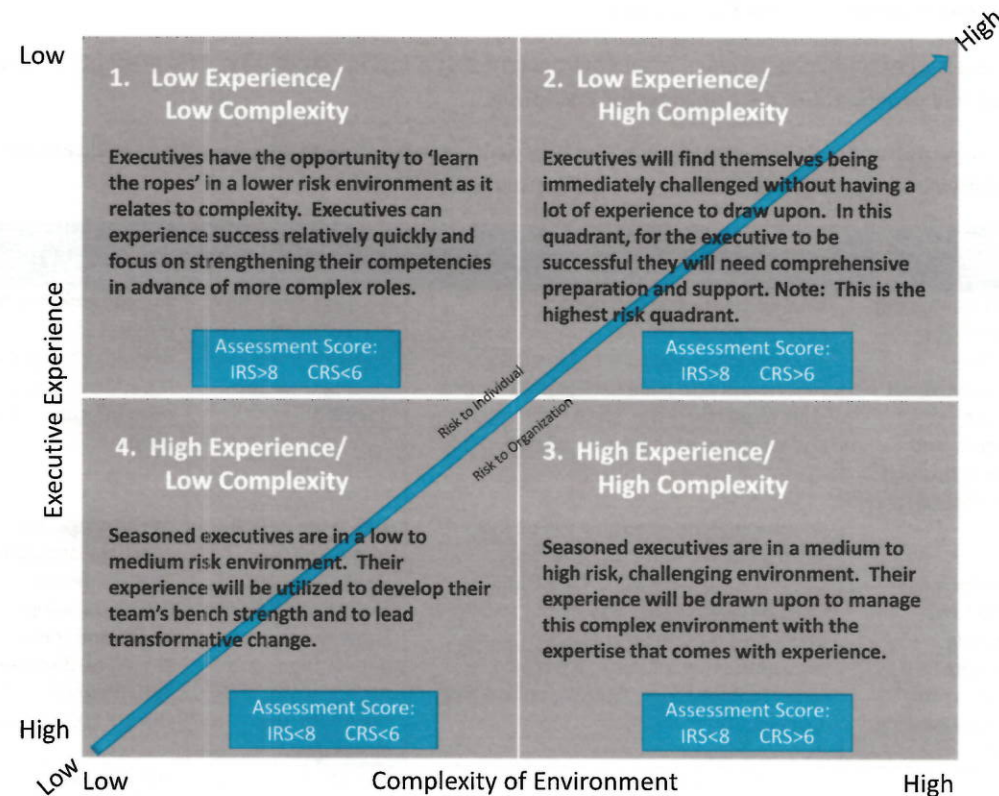 Low
High
1. Low Experience/
Low Complexity
Executives have the opportunity to ‘learn
the ropes’ in a lower risk environment as it
relates to complexity. Executives can
experience success relatively quickly and
focus on strengthening their competencies
in advance of more complex roles.
Assessment Score:
IRS>8 CRS<6
2. Low Experience/
High Complexity
Executives will find themselves being
immediately challenged without having a
lot of experience to draw upon. In this
quadrant, for the executive to be
successful they will need comprehensive
preparation and support. Note: This is the
highest risk quadrant.
Assessment Score:
IRS>8 CRS>6
Executive Experience
Risk to Individual
Risk to Organization
4. High Experience/
Low Complexity
Seasoned executives are in a low to
medium risk environment. Their
experience will be utilized to develop their
team’s bench strength and to lead
transformative change.
Assessment Score:
IRS<8 CRS<6
3. High Experience/
High Complexity
Seasoned executives are in a medium to
high risk, challenging environment. Their
experience will be drawn upon to manage
this complex environment with the
expertise that comes with experience.
Assessment Score:
IRS<8 CRS>6
High
Low
Low
Complexity of Environment
High